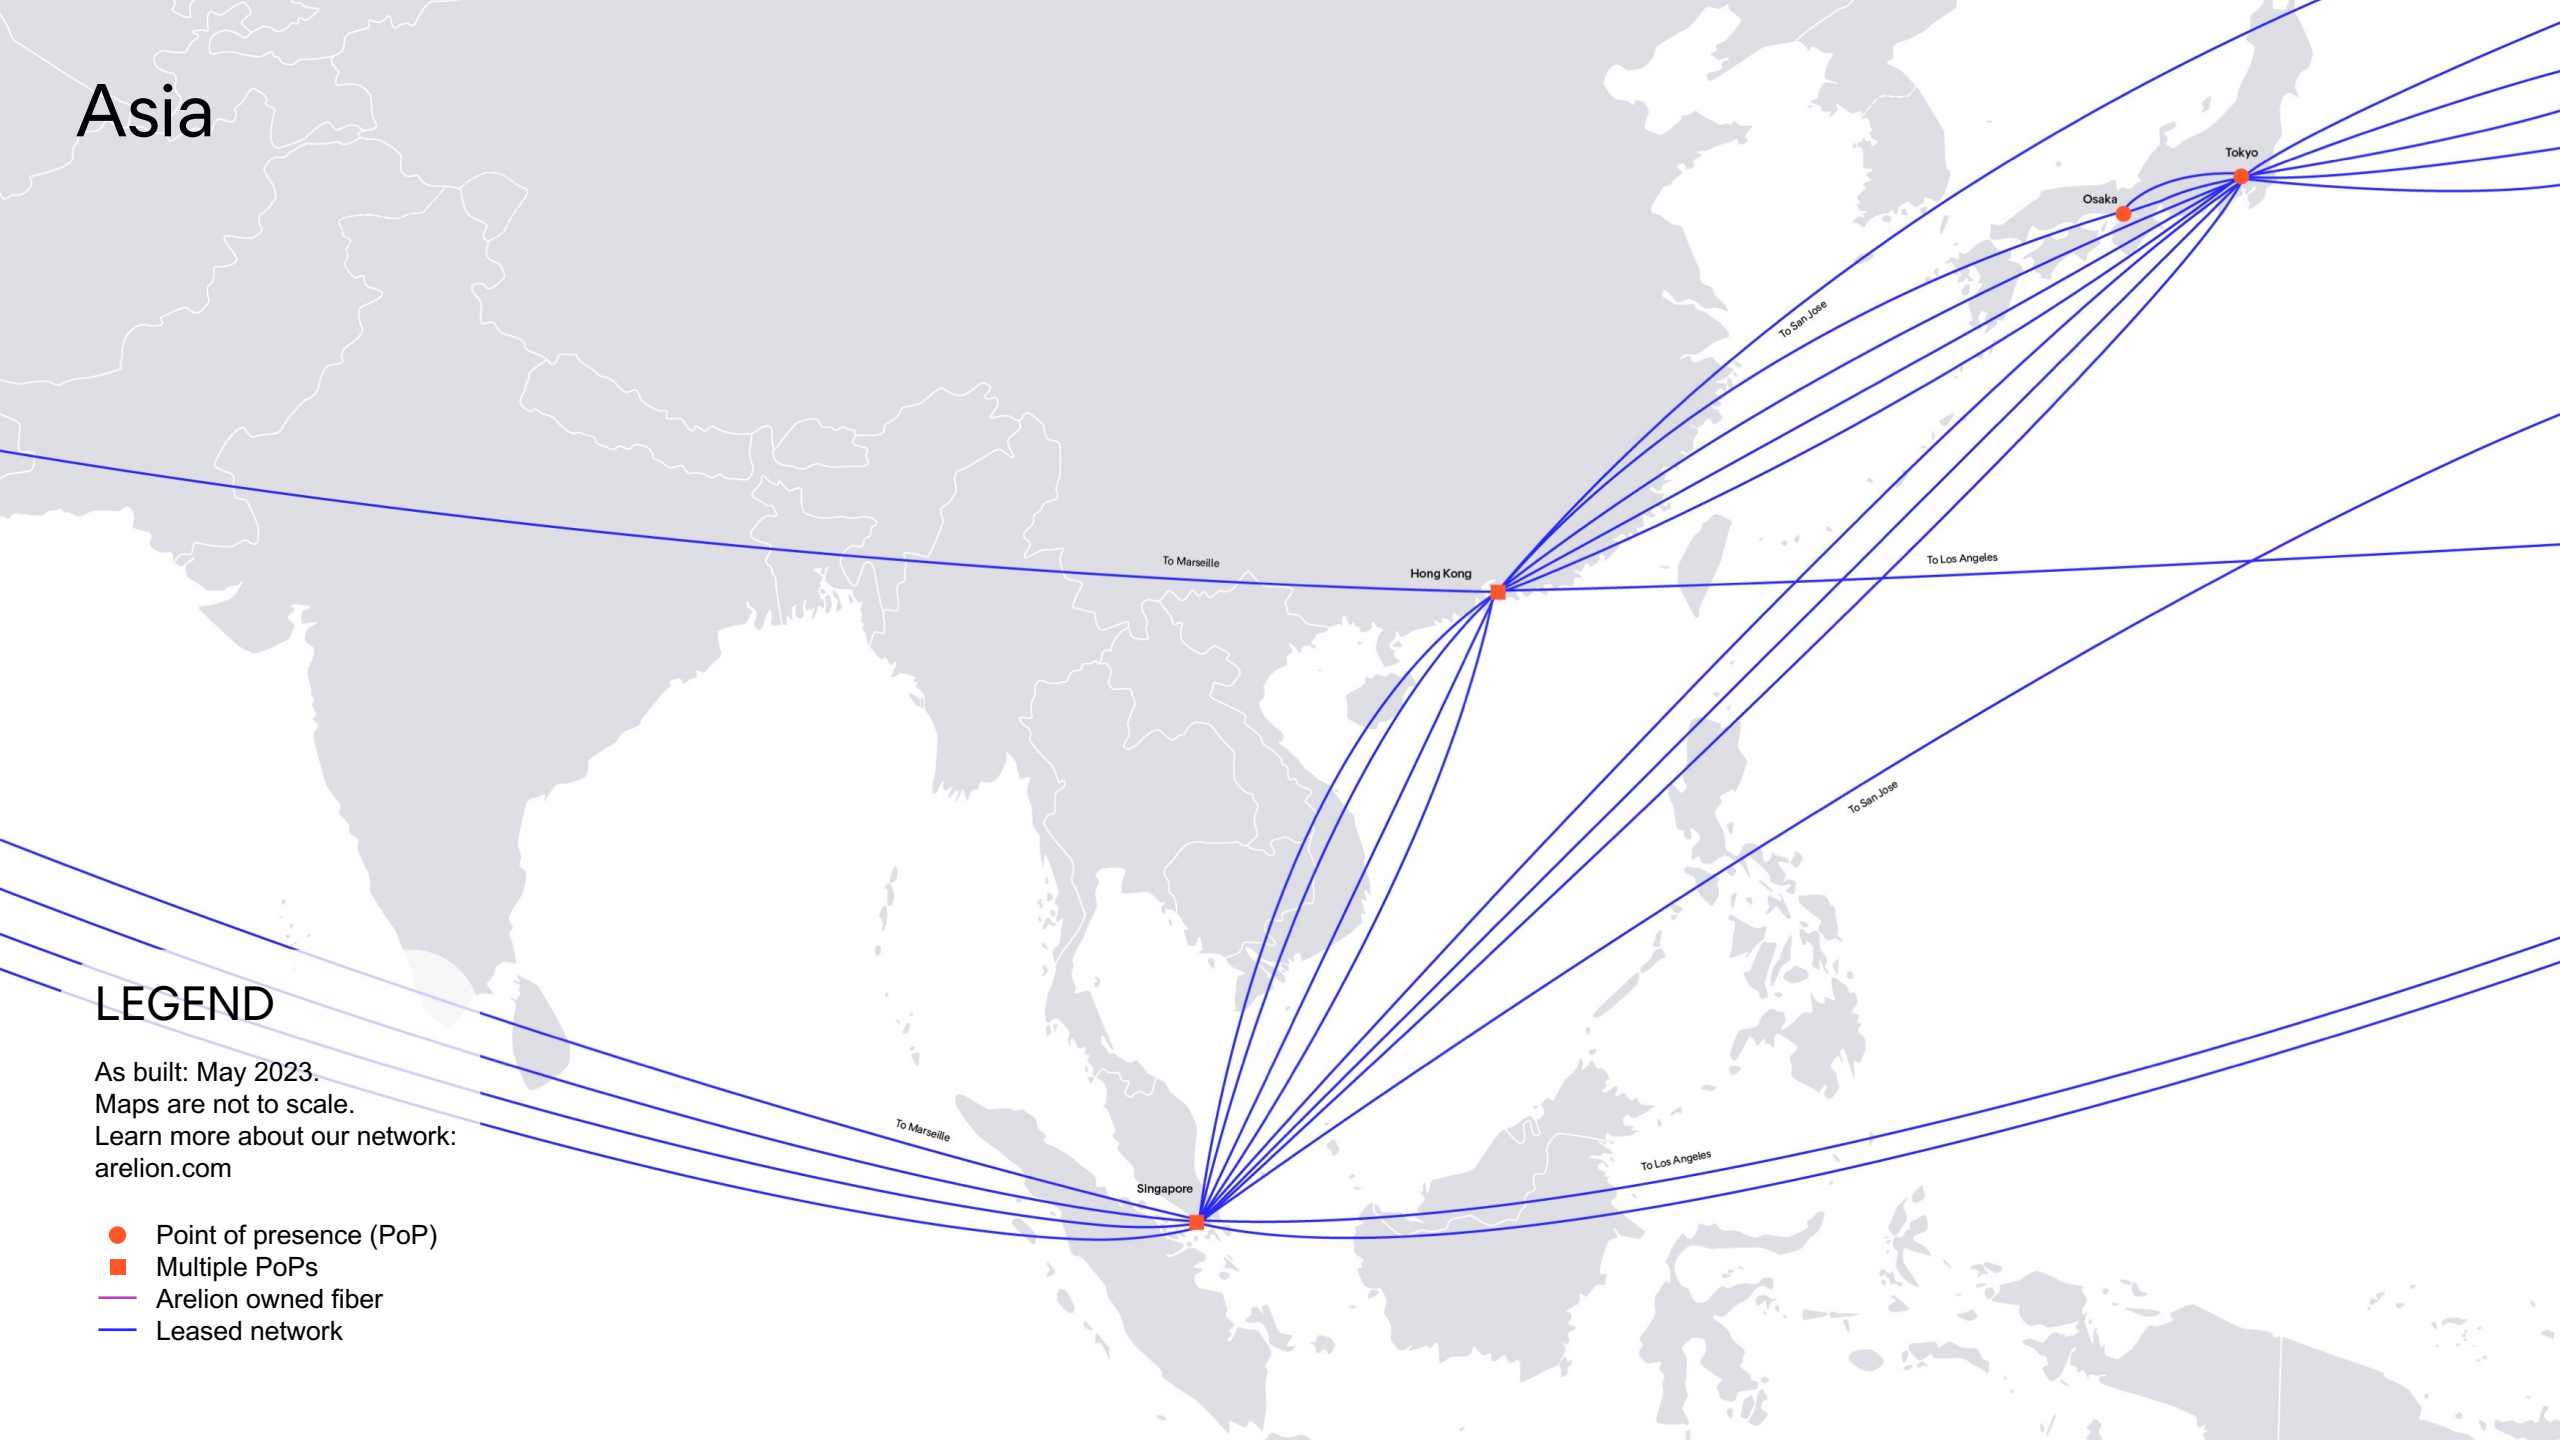 Asia
Tokyo
Osaka
To San Jose
To Marseille
Hong Kong
To Los Angeles
To San Jose
To Marseille
Singapore
To Los Angeles
LEGEND
As built: May 2023.
Maps are not to scale.
Learn more about our network:
arelion.com
Point of presence (PoP)
Multiple PoPs
Arelion owned fiber
Leased network